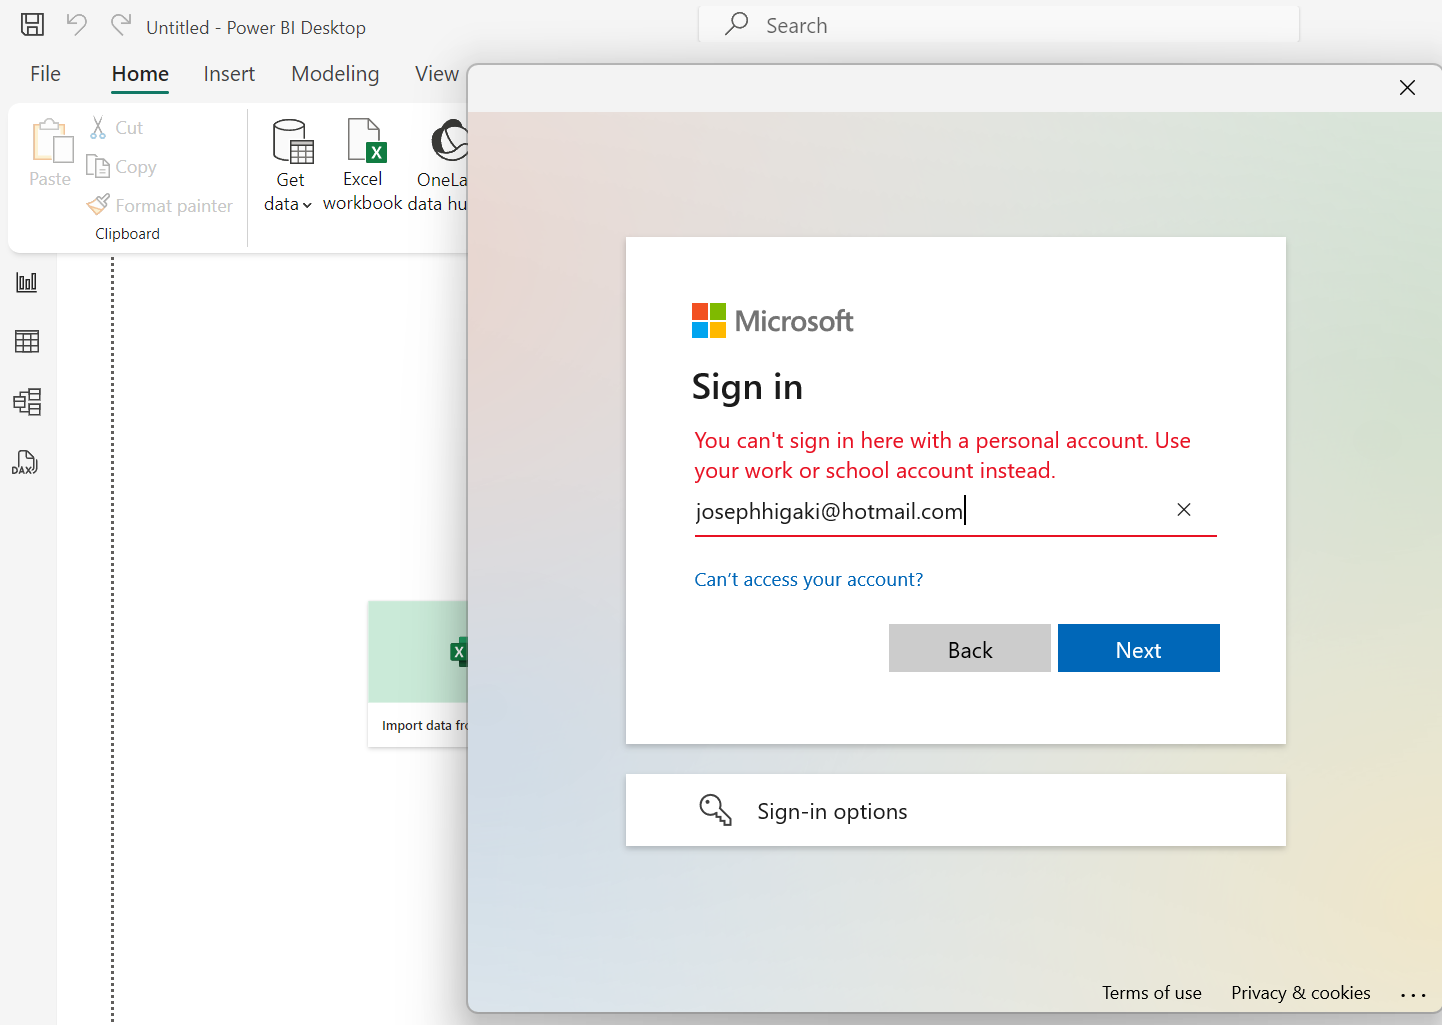 Untitled - Power BI Desktop
Search
File Home Insert Modeling View
Paste
Cut
Copy
Format painter
Clipboard
Get
data
Excel
workbook
OneLa
data hu
DAX
X
Import data fro
Microsoft
Sign in
You can't sign in here with a personal account. Use
your work or school account instead.
josephhigaki@hotmail.com
Can’t access your account?
Back Next
Sign-in options
Terms of use Privacy & cookies ...